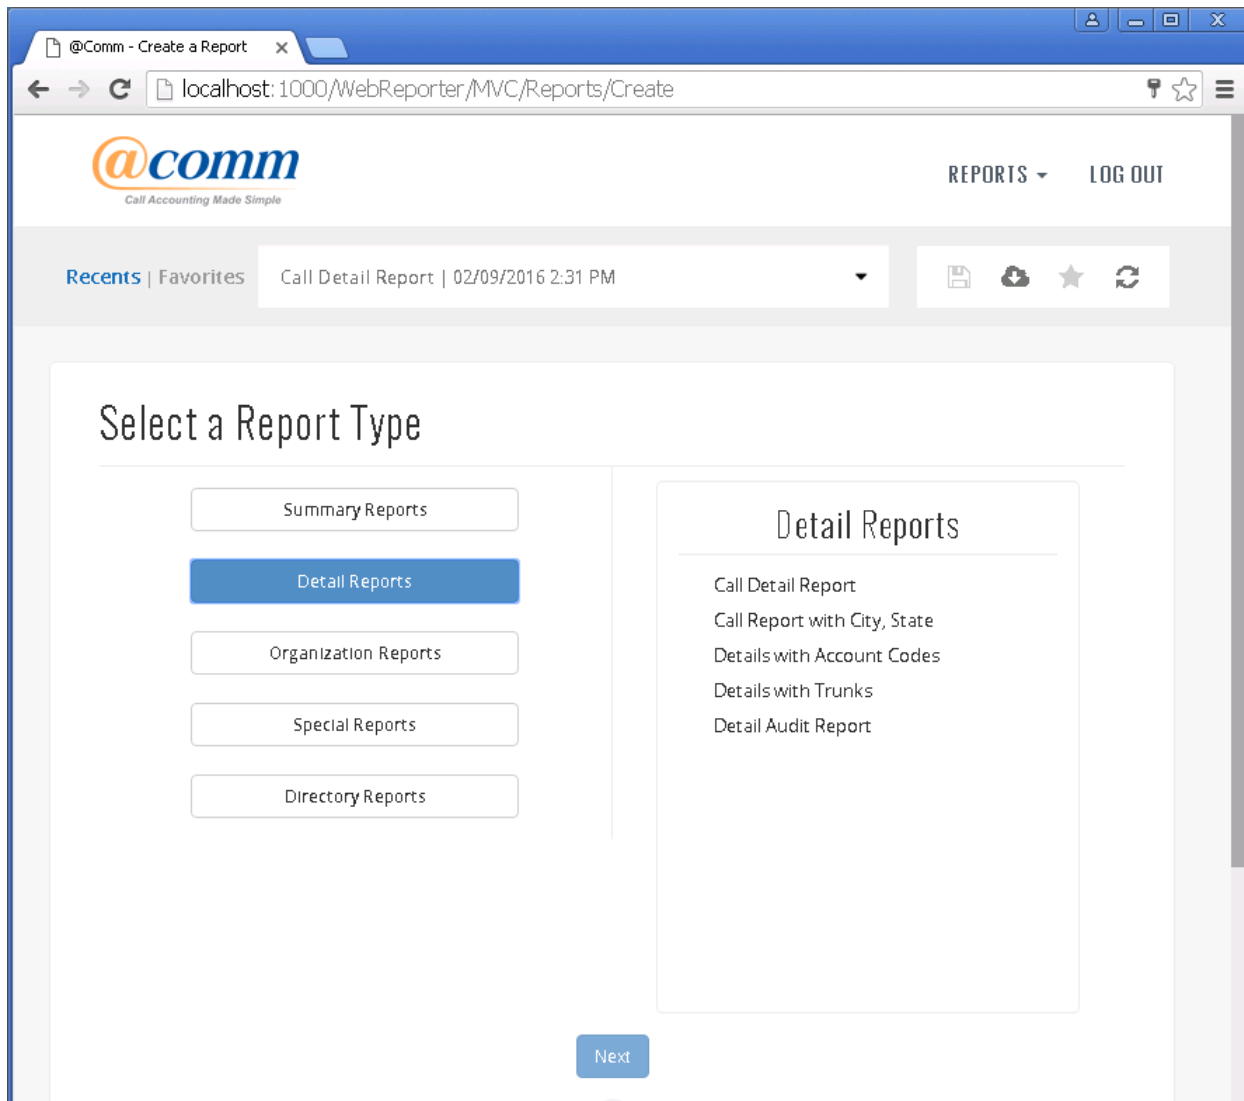 @Comm - Create a Report
localhost:1000/WebReporter/MVC/Reports/Create
@comm
Call Accounting Made Simple
REPORTS
LOG OUT
Recents | Favorites
Call Detail Report | 02/09/2016 2:31 PM
Select a Report Type
Summary Reports
Detail Reports
Organization Reports
Special Reports
Directory Reports
Detail Reports
Call Detail Report
Call Report with City, State
Details with Account Codes
Details with Trunks
Detail Audit Report
Next